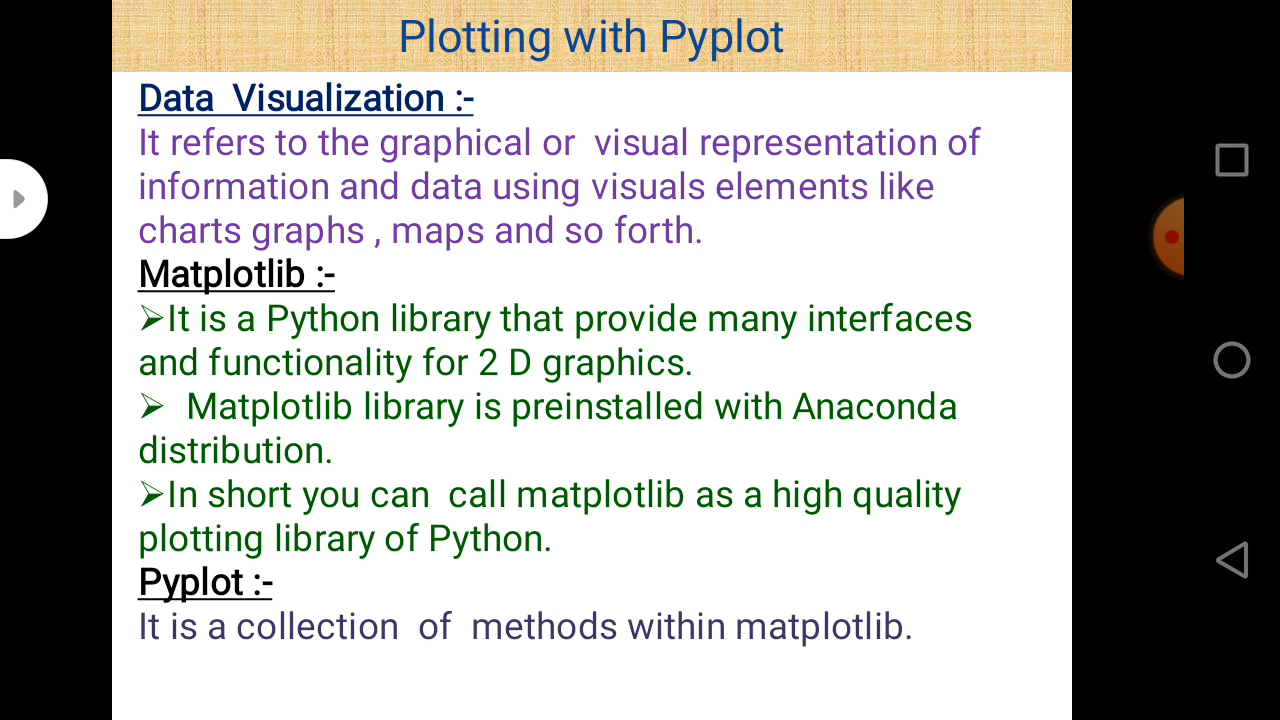 Plotting with Pyplot
Data Visualization :-
It refers to the graphical or visual representation of
information and data using visuals elements like
charts graphs , maps and so forth.
Matplotlib :-
➢It is a Python library that provide many interfaces
and functionality for 2 D graphics.
➢ Matplotlib library is preinstalled with Anaconda
distribution.
➢In short you can call matplotlib as a high quality
plotting library of Python.
Pyplot :-
It is a collection of methods within matplotlib.